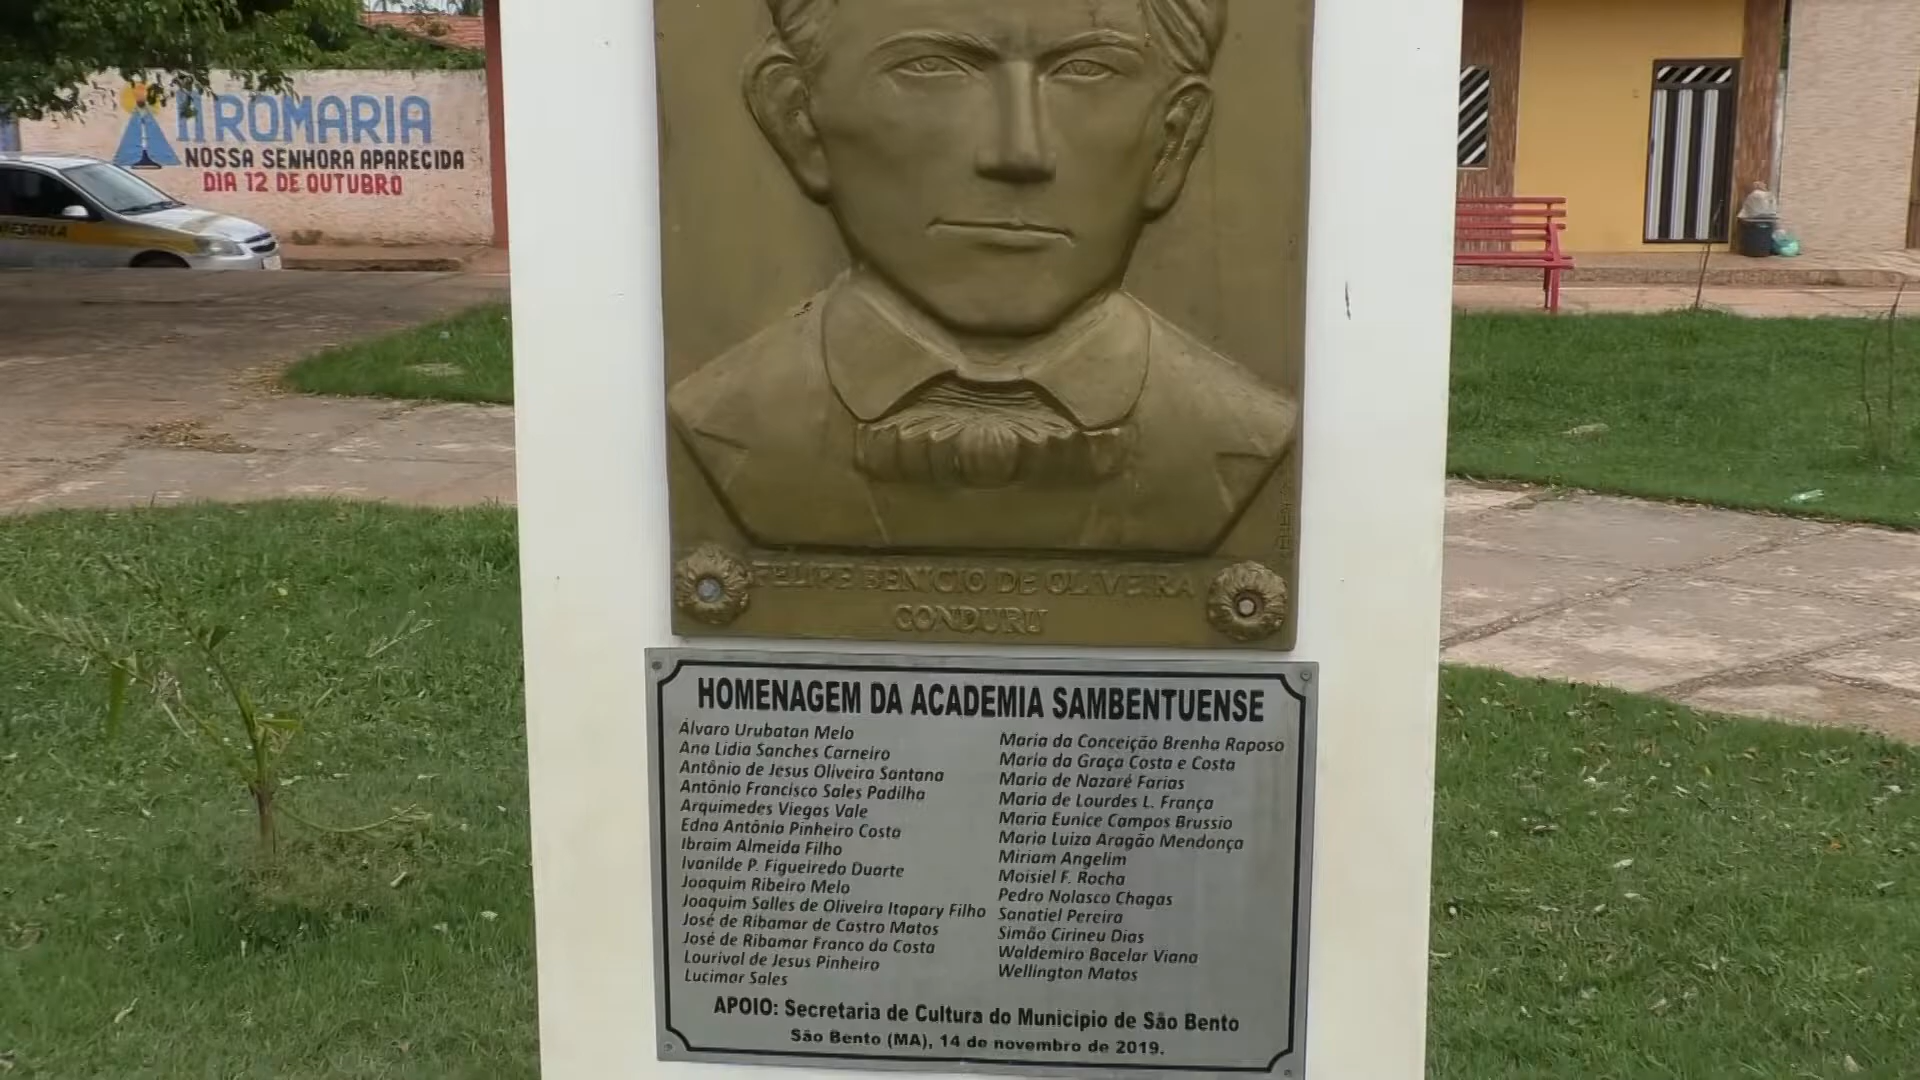 II ROMARIA
NOSSA SENHORA APARECIDA
DIA 12 DE OUTUBRO
FELIPE BENICIO DE OLIVEIRA
CONDURU
HOMENAGEM DA ACADEMIA SAMBENTUENSE
Álvaro Urubatan Melo
Ana Lidia Sanches Carneiro
Antônio de Jesus Oliveira Santana
Antônio Francisco Sales Padilha
Arquimedes Viegas Vale
Edna Antônio Pinheiro Costa
Ibraim Almeida Filho
Ivanilde P. Figueiredo Duarte
Joaquim Ribeiro Melo
Joaquim Salles de Oliveira Itapary Filho
José de Ribamar de Castro Matos
José de Ribamar Franco da Costa
Lourival de Jesus Pinheiro
Lucimar Sales
Maria da Conceição Brenha Raposo
Maria da Graça Costa e Costa
Maria de Nazaré Farias
Maria de Lourdes L. França
Maria Eunice Campos Brussio
Maria Luiza Aragão Mendonça
Miriam Angelim
Moisiel F. Rocha
Pedro Nolasco Chagas
Sanatiel Pereira
Simão Cirineu Dias
Waldemiro Bacelar Viana
Wellington Matos
APOIO: Secretaria de Cultura do Município de São Bento
São Bento (MA), 14 de novembro de 2019.